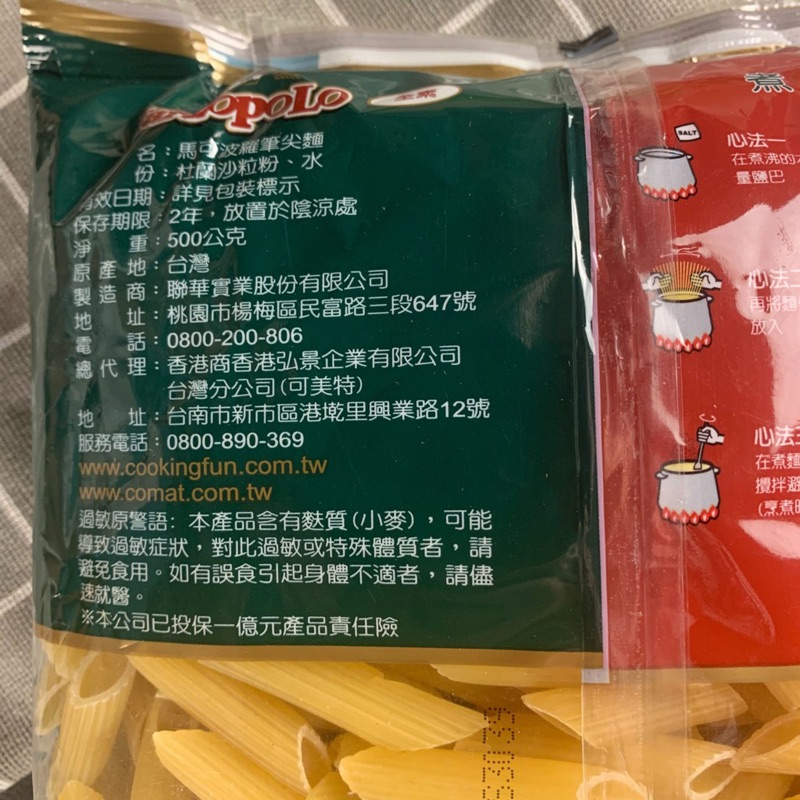 全素
名：馬可波羅筆尖麵
份：杜蘭沙粒粉、水
有效日期：詳見包裝標示
保存期限：2年，放置於陰涼處
淨 重：500公克
原產地：台灣
製造商：聯華實業股份有限公司
地 址：桃園市楊梅區民富路三段647號
電 話：0800-200-806
總代理：香港商香港弘景企業有限公司
台灣分公司(可美特)
地 址：台南市新市區港墘里興業路12號
服務電話：0800-890-369
www.cookingfun.com.tw
www.comat.com.tw
過敏原警語: 本產品含有麩質(小麥)，可能
導致過敏症狀，對此過敏或特殊體質者，請
避免食用。如有誤食引起身體不適者，請儘
速就醫。
※本公司已投保一億元產品責任險
煮
SALT
心法一
在煮沸的
量鹽巴
心法二
再將麵
放入
心法三
在煮麵
攪拌避
(烹煮時